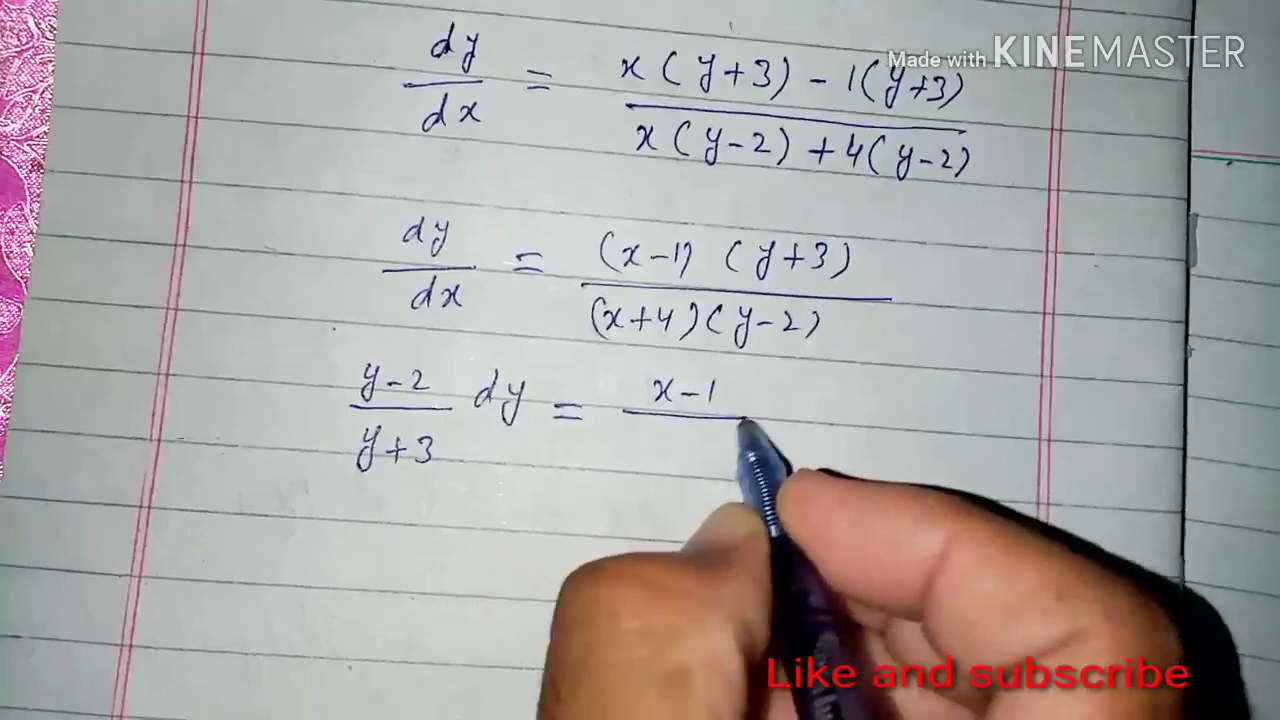 Made with KINEMASTER
dy/dx = x(y+3) - 1(y+3) / x(y-2) + 4(y-2)
dy/dx = (x-1) (y+3) / (x+4)(y-2)
y-2/y+3 dy = x-1
Like and subscribe